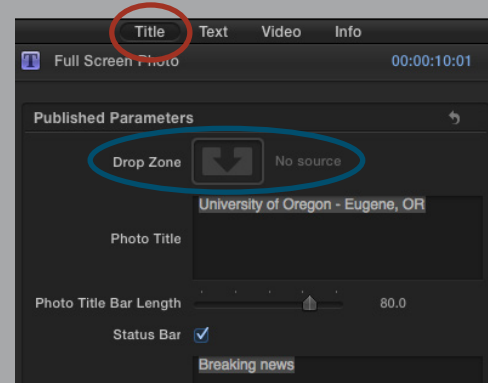 Title Text Video Info
T Full Screen Photo 00:00:10:01
Published Parameters
Drop Zone No source
University of Oregon - Eugene, OR
Photo Title
Photo Title Bar Length 80.0
Status Bar
Breaking news